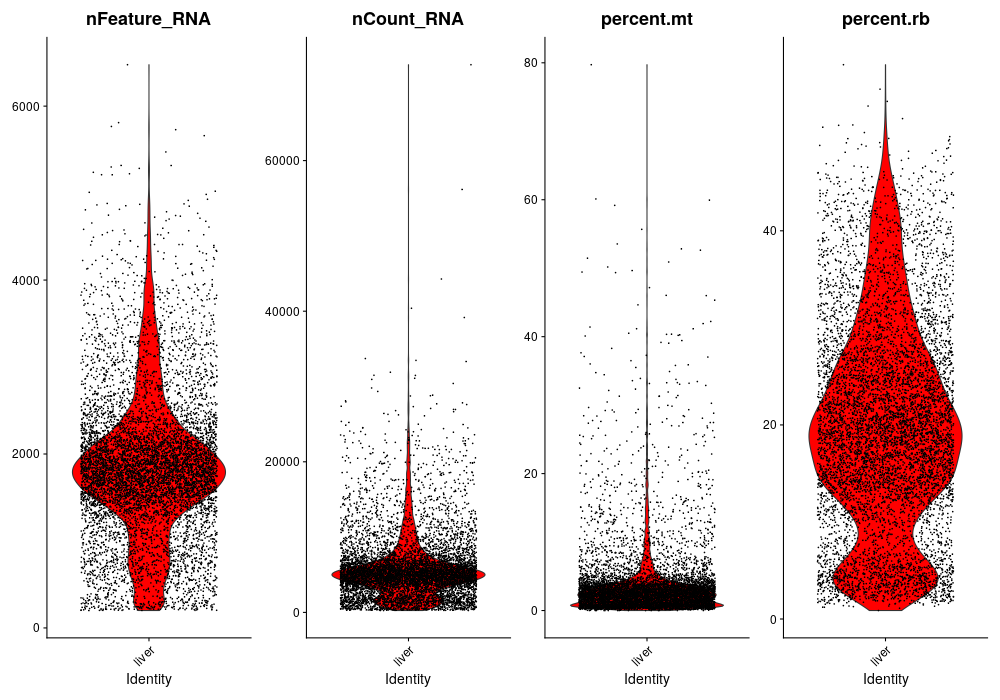 nFeature_RNA
6000
4000
2000
0
liver
Identity
nCount_RNA
60000
40000
20000
0
liver
Identity
percent.mt
80
60
40
20
0
liver
Identity
percent.rb
40
20
0
liver
Identity